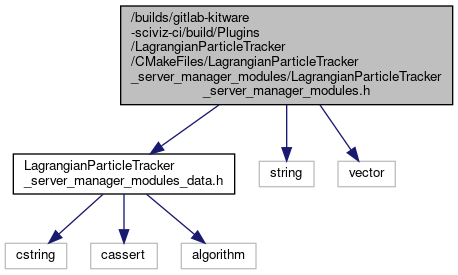 /builds/gitlab-kitware
-sciviz-ci/build/Plugins
/LagrangianParticleTracker
/CMakeFiles/LagrangianParticleTracker
_server_manager_modules/LagrangianParticleTracker
_server_manager_modules.h
LagrangianParticleTracker
_server_manager_modules_data.h
string
vector
cstring
cassert
algorithm